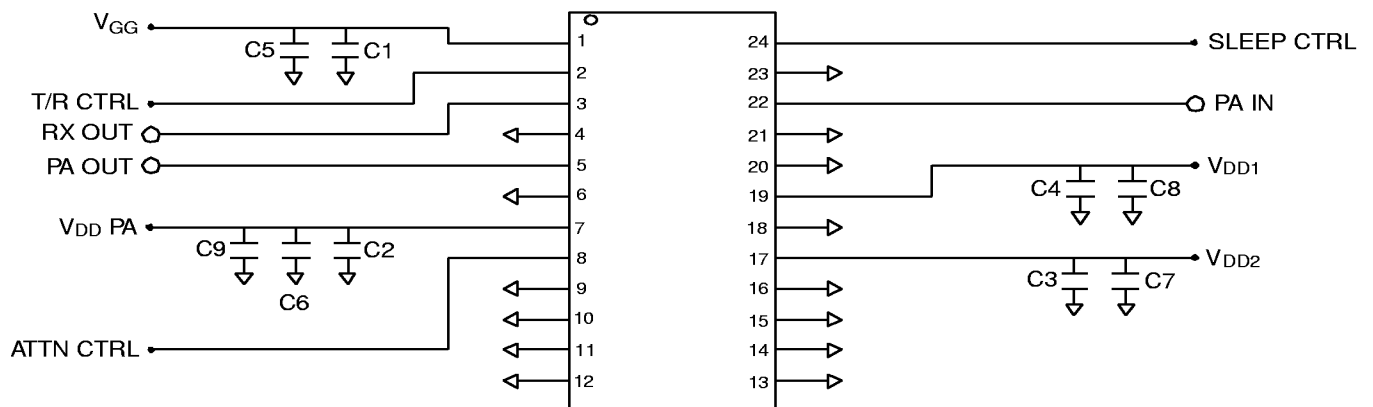 VGG
C5 C1
1 24 SLEEP CTRL
2 23
T/R CTRL 3 22 PA IN
RX OUT 4 21
PA OUT 5 20 VDD1
C4 C8
6 19
VDD PA 7 18
C9 C2
C6
8 17 VDD2
C3 C7
9 16
10 15
ATTN CTRL 11 14
12 13